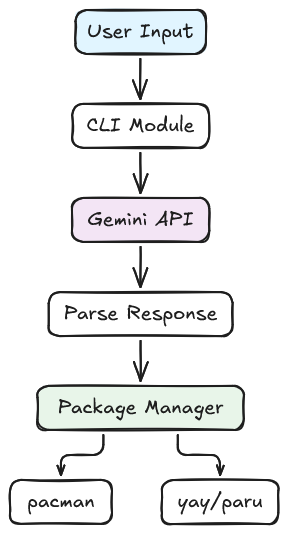 User Input
CLI Module
Gemini API
Parse Response
Package Manager
pacman
yay/paru